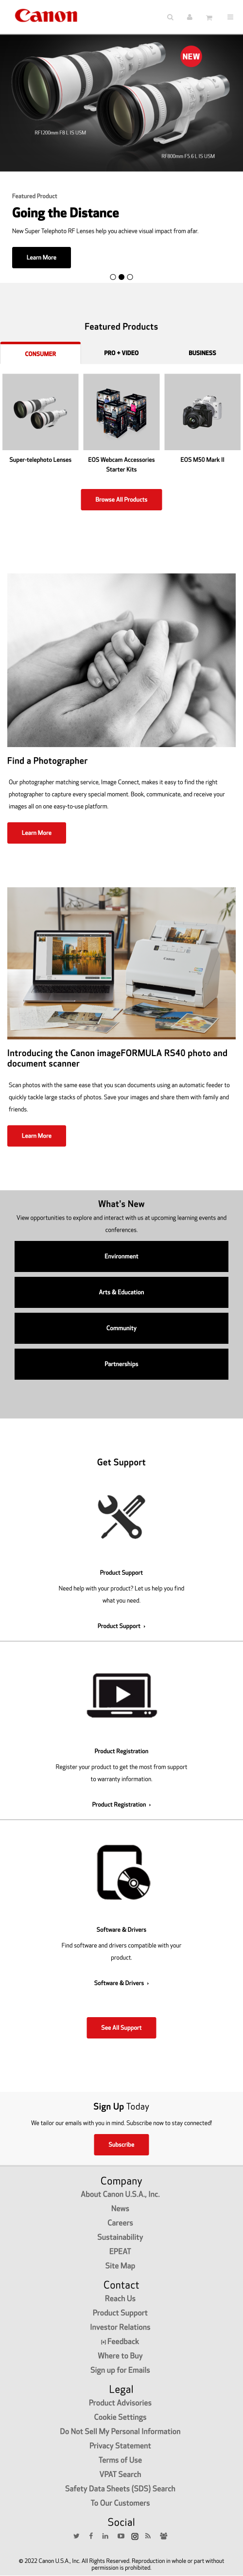 Canon
NEW
RF1200mm F8 L IS USM
RF800mm F5.6 L IS USM
Featured Product
Going the Distance
New Super Telephoto RF Lenses help you achieve visual impact from afar.
Learn More
Featured Products
CONSUMER
PRO + VIDEO
BUSINESS
Super-telephoto Lenses
EOS Webcam Accessories
Starter Kits
EOS M50 Mark II
Browse All Products
Find a Photographer
Our photographer matching service, Image Connect, makes it easy to find the right
photographer to capture every special moment. Book, communicate, and receive your
images all on one easy-to-use platform.
Learn More
Introducing the Canon imageFORMULA RS40 photo and
document scanner
Scan photos with the same ease that you scan documents using an automatic feeder to
quickly tackle large stacks of photos. Save your images and share them with family and
friends.
Learn More
What's New
View opportunities to explore and interact with us at upcoming learning events and
conferences.
Environment
Arts & Education
Community
Partnerships
Get Support
Product Support
Need help with your product? Let us help you find
what you need.
Product Support ›
Product Registration
Register your product to get the most from support
to warranty information.
Product Registration ›
Software & Drivers
Find software and drivers compatible with your
product.
Software & Drivers ›
See All Support
Sign Up Today
We tailor our emails with you in mind. Subscribe now to stay connected!
Subscribe
Company
About Canon U.S.A., Inc.
News
Careers
Sustainability
EPEAT
Site Map
Contact
Reach Us
Product Support
Investor Relations
[+] Feedback
Where to Buy
Sign up for Emails
Legal
Product Advisories
Cookie Settings
Do Not Sell My Personal Information
Privacy Statement
Terms of Use
VPAT Search
Safety Data Sheets (SDS) Search
To Our Customers
Social
© 2022 Canon U.S.A., Inc. All Rights Reserved. Reproduction in whole or part without
permission is prohibited.